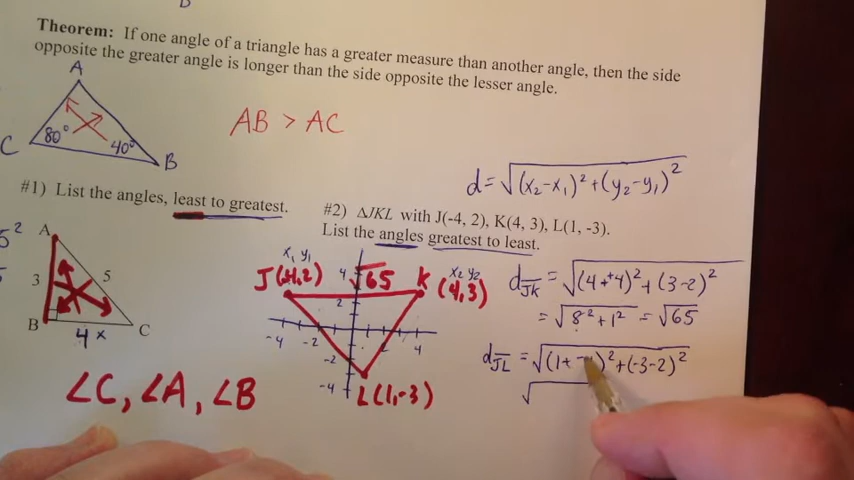 Theorem: If one angle of a triangle has a greater measure than another angle, then the side
opposite the greater angle is longer than the side opposite the lesser angle.
A
C
80°
40°
B
AB > AC
d = √(x₂-x₁)² + (y₂-y₁)²
#1) List the angles, least to greatest.
A
3
5
B
4
C
∠C, ∠A, ∠B
#2) ΔJKL with J(-4, 2), K(4, 3), L(1, -3).
List the angles greatest to least.
x₁ y₁
J(-4,2)
√65
x₂ y₂
K
(4,3)
4
2
-4
-2
4
-2
-4
L(1,-3)
d JK = √(4++4)² + (3-2)²
= √8² + 1² = √65
d JL = √(1+ -4)² + (-3-2)²
√